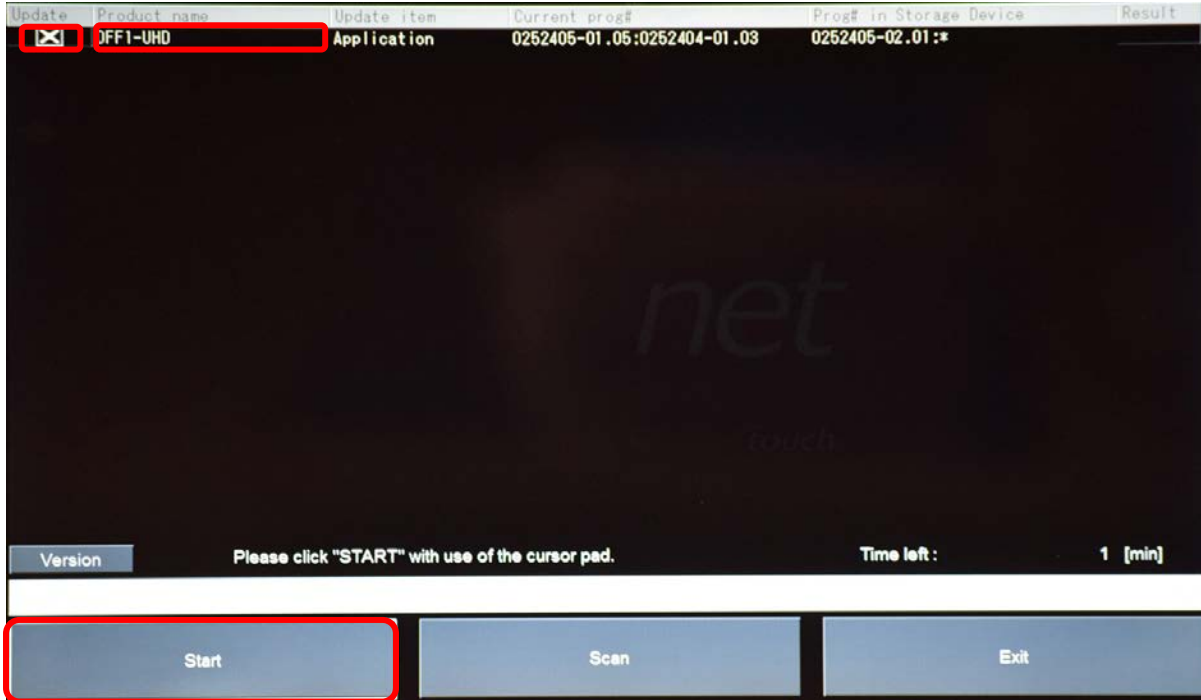 Update Product name Update item Current prog# Prog# in Storage Device Result
DFF1-UHD Application 0252405-01.05:0252404-01.03 0252405-02.01:*
net
touch
Version Please click "START" with use of the cursor pad. Time left : 1 [min]
Start Scan Exit